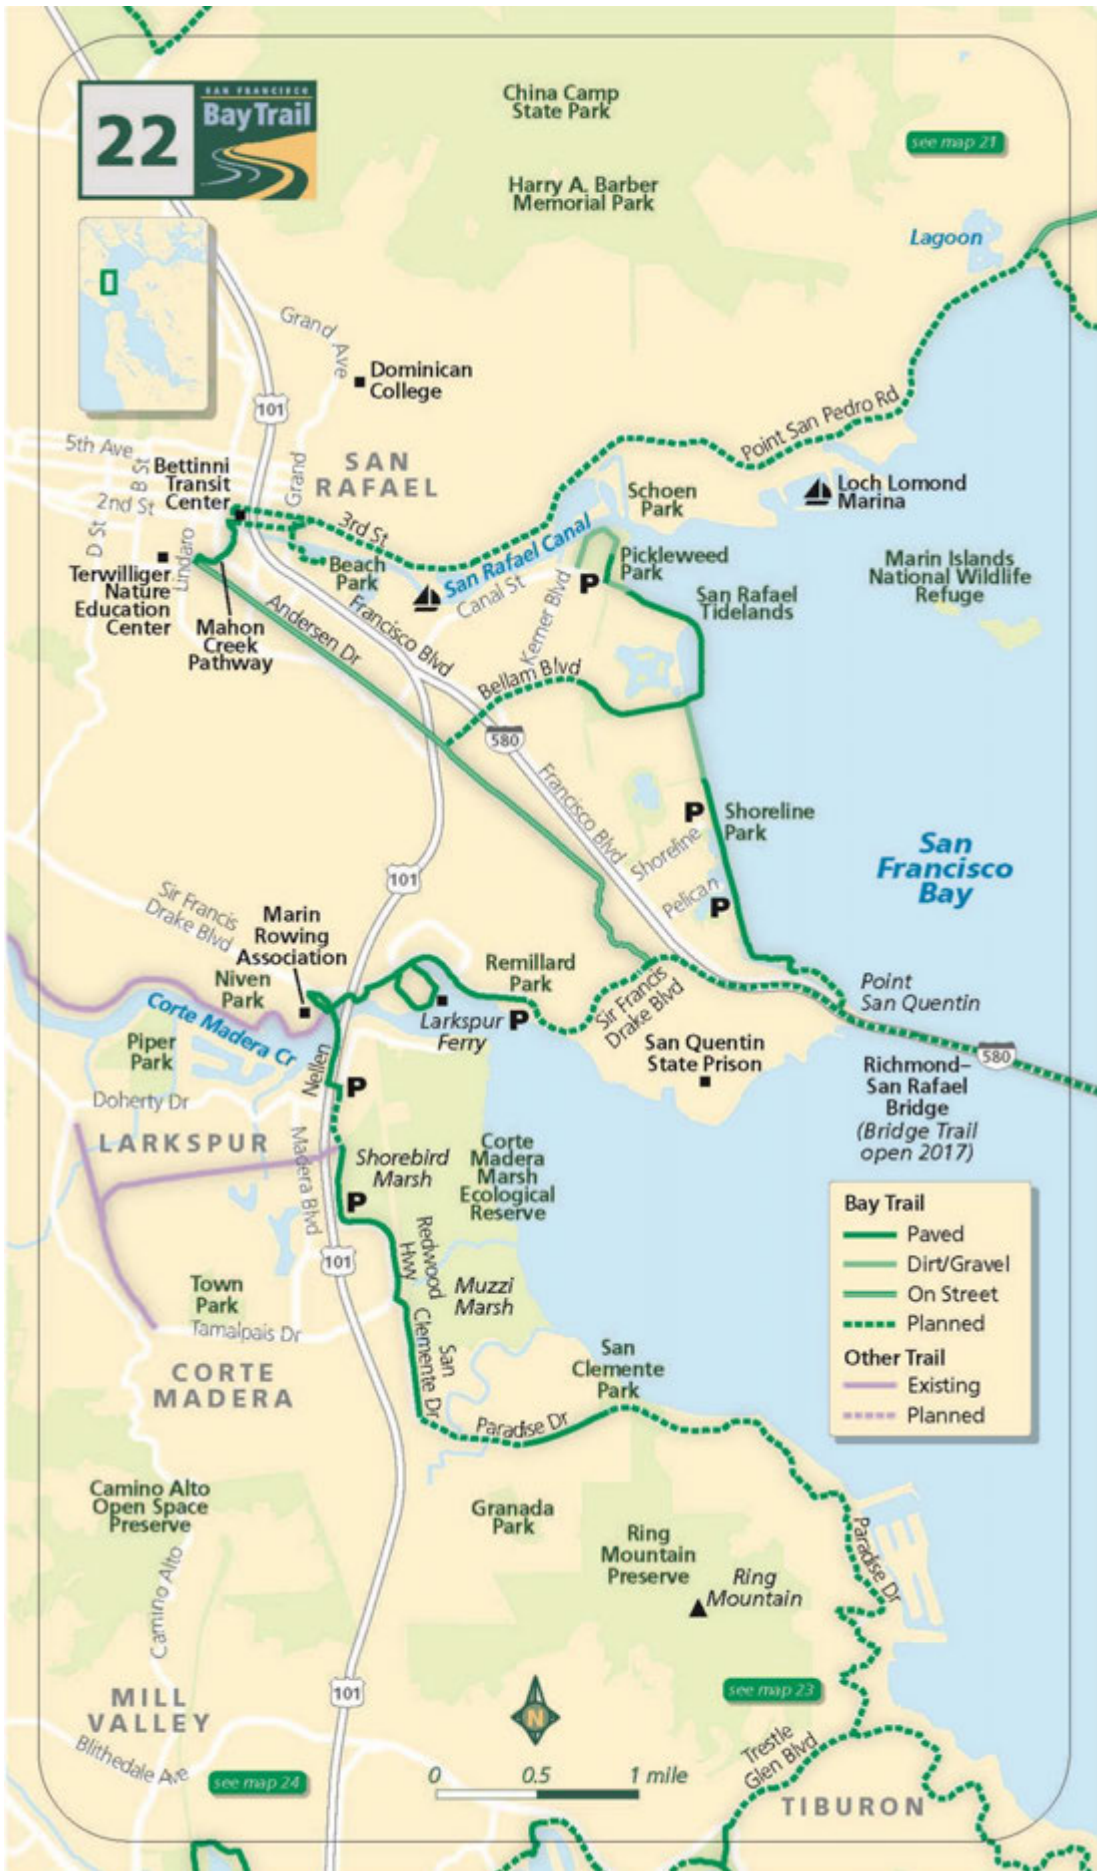 22
SAN FRANCISCO
Bay Trail
China Camp
State Park
see map 21
Harry A. Barber
Memorial Park
Lagoon
Grand Ave
Dominican
College
101
Point San Pedro Rd
5th Ave
B St
Bettinni
Transit
Center
Grand
SAN
RAFAEL
2nd St
D St
Lindaro
3rd St
Schoen
Park
Loch Lomond
Marina
San Rafael Canal
Canal St
Beach
Park
Pickleweed
Park
P
Marin Islands
National Wildlife
Refuge
Terwilliger
Nature
Education
Center
Mahon
Creek
Pathway
San Rafael
Tidelands
Andersen Dr
Francisco Blvd
Kerner Blvd
Bellam Blvd
580
Francisco Blvd
P
Shoreline
Park
Shoreline
Pelican
P
San
Francisco
Bay
101
Sir Francis
Drake Blvd
Marin
Rowing
Association
Niven
Park
Remillard
Park
Corte Madera Cr
Larkspur
Ferry
P
Sir Francis
Drake Blvd
Point
San Quentin
Piper
Park
San Quentin
State Prison
580
Richmond–
San Rafael
Bridge
(Bridge Trail
open 2017)
Nellen
P
Doherty Dr
LARKSPUR
Madera Blvd
Shorebird
Marsh
P
Corte
Madera
Marsh
Ecological
Reserve
Redwood
Hwy
101
Muzzi
Marsh
Town
Park
Tamalpais Dr
San
Clemente Dr
CORTE
MADERA
San
Clemente
Park
Paradise Dr
Bay Trail
Paved
Dirt/Gravel
On Street
Planned
Other Trail
Existing
Planned
Camino Alto
Open Space
Preserve
Camino Alto
Granada
Park
Ring
Mountain
Preserve
Ring
Mountain
Paradise Dr
101
see map 23
MILL
VALLEY
Blithedale Ave
see map 24
N
0 0.5 1 mile
Trestle
Glen Blvd
TIBURON